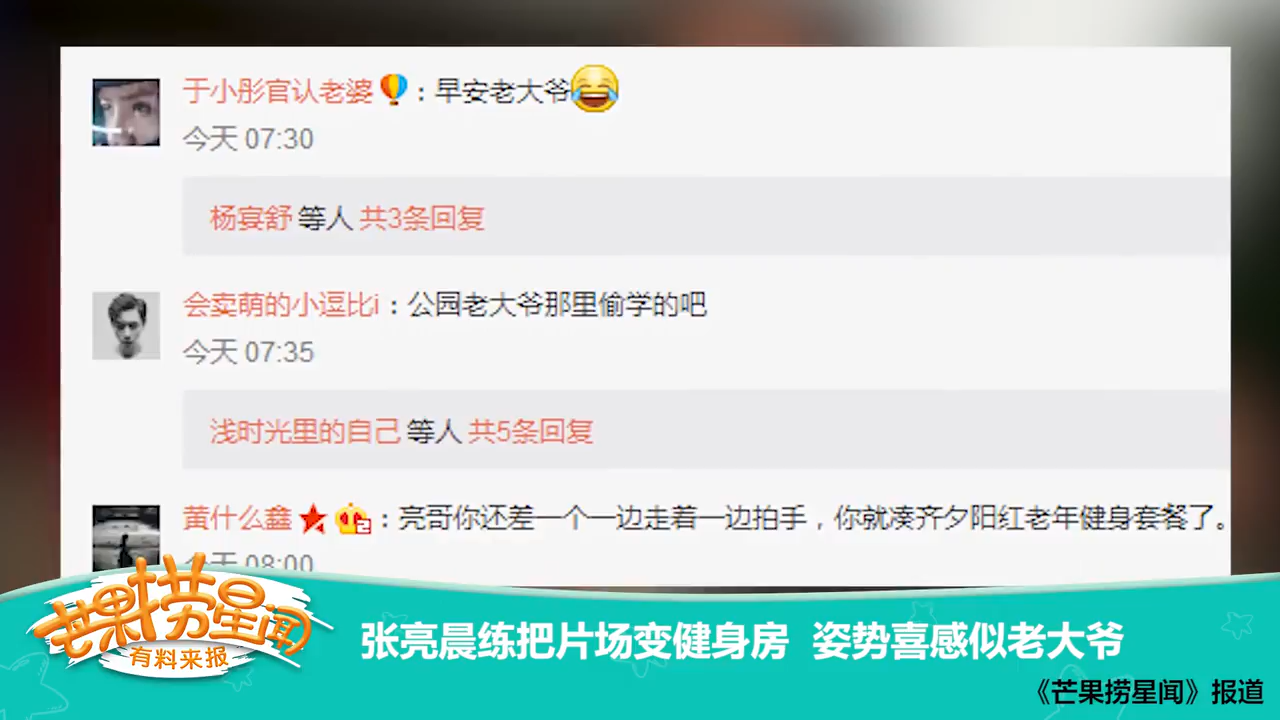 于小彤官认老婆：早安老大爷
今天 07:30
杨宴舒 等人 共3条回复
会卖萌的小逗比i：公园老大爷那里偷学的吧
今天 07:35
浅时光里的自己 等人 共5条回复
黄什么鑫：亮哥你还差一个一边走着一边拍手，你就凑齐夕阳红老年健身套餐了。
今天 08:00
芒果捞星闻
有料来报
张亮晨练把片场变健身房 姿势喜感似老大爷
《芒果捞星闻》报道